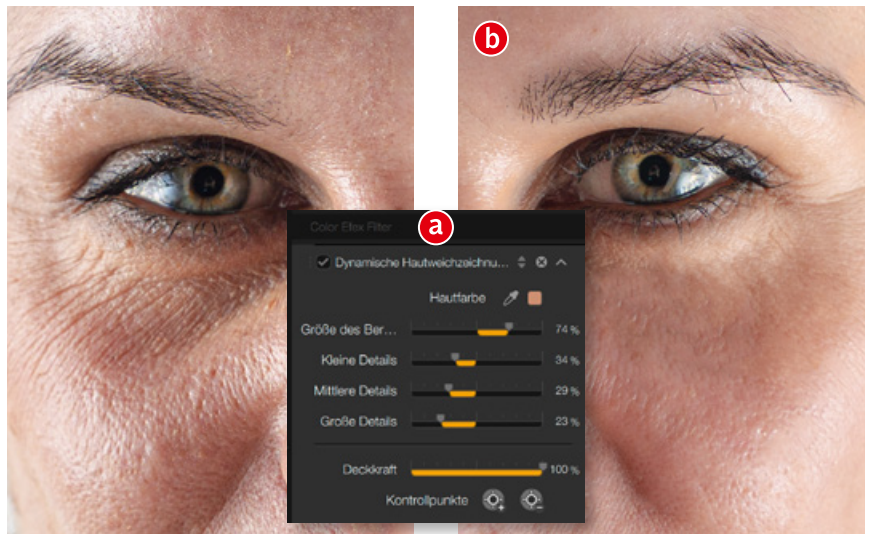 b
a
Color Efex Filter
Dynamische Hautweichzeichnu...
Hautfarbe
Größe des Ber... 74 %
Kleine Details 34 %
Mittlere Details 29 %
Große Details 23 %
Deckkraft 100 %
Kontrollpunkte